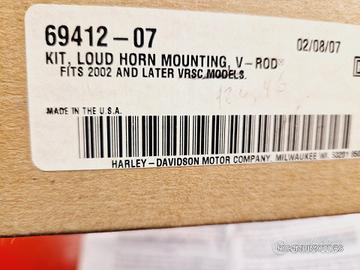 69412-07
02/08/07
KIT, LOUD HORN MOUNTING, V-ROD®
FITS 2002 AND LATER VRSC MODELS.
MADE IN THE U.S.A.
HARLEY-DAVIDSON MOTOR COMPANY, MILWAUKEE WI.